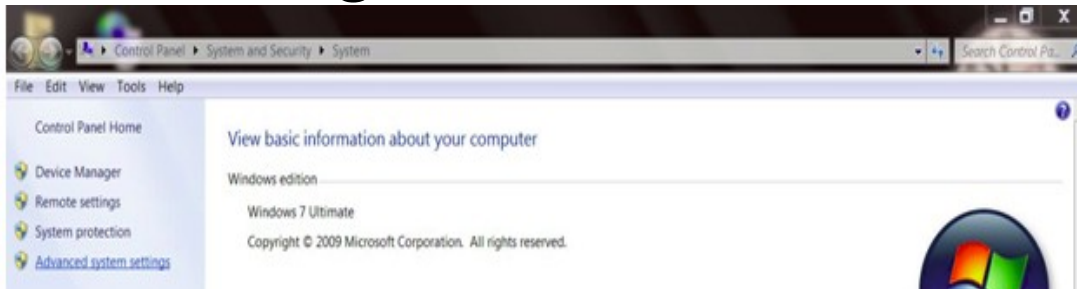 Control Panel ▸ System and Security ▸ System
Search Control Pa...
File Edit View Tools Help
Control Panel Home
Device Manager
Remote settings
System protection
Advanced system settings
View basic information about your computer
Windows edition
Windows 7 Ultimate
Copyright © 2009 Microsoft Corporation. All rights reserved.